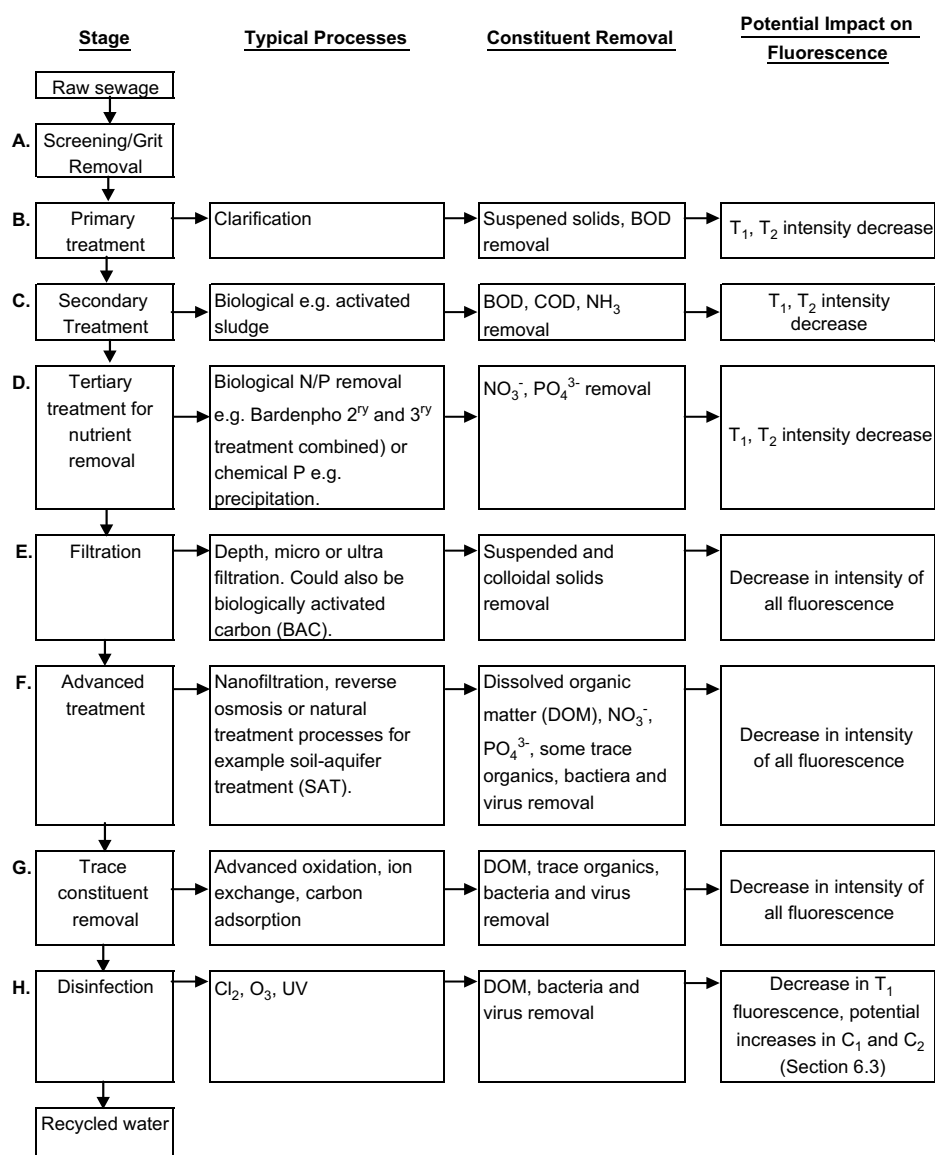 Stage
Typical Processes
Constituent Removal
Potential Impact on
Fluorescence
Raw sewage
A.
Screening/Grit
Removal
B.
Primary
treatment
Clarification
Suspened solids, BOD
removal
T₁, T₂ intensity decrease
C.
Secondary
Treatment
Biological e.g. activated
sludge
BOD, COD, NH₃
removal
T₁, T₂ intensity
decrease
D.
Tertiary
treatment for
nutrient
removal
Biological N/P removal
e.g. Bardenpho 2ʳʸ and 3ʳʸ
treatment combined) or
chemical P e.g.
precipitation.
NO₃⁻, PO₄³⁻ removal
T₁, T₂ intensity decrease
E.
Filtration
Depth, micro or ultra
filtration. Could also be
biologically activated
carbon (BAC).
Suspended and
colloidal solids
removal
Decrease in intensity of
all fluorescence
F.
Advanced
treatment
Nanofiltration, reverse
osmosis or natural
treatment processes for
example soil-aquifer
treatment (SAT).
Dissolved organic
matter (DOM), NO₃⁻,
PO₄³⁻, some trace
organics, bactiera and
virus removal
Decrease in intensity
of all fluorescence
G.
Trace
constituent
removal
Advanced oxidation, ion
exchange, carbon
adsorption
DOM, trace organics,
bacteria and virus
removal
Decrease in intensity of
all fluorescence
H.
Disinfection
Cl₂, O₃, UV
DOM, bacteria and
virus removal
Decrease in T₁
fluorescence, potential
increases in C₁ and C₂
(Section 6.3)
Recycled water